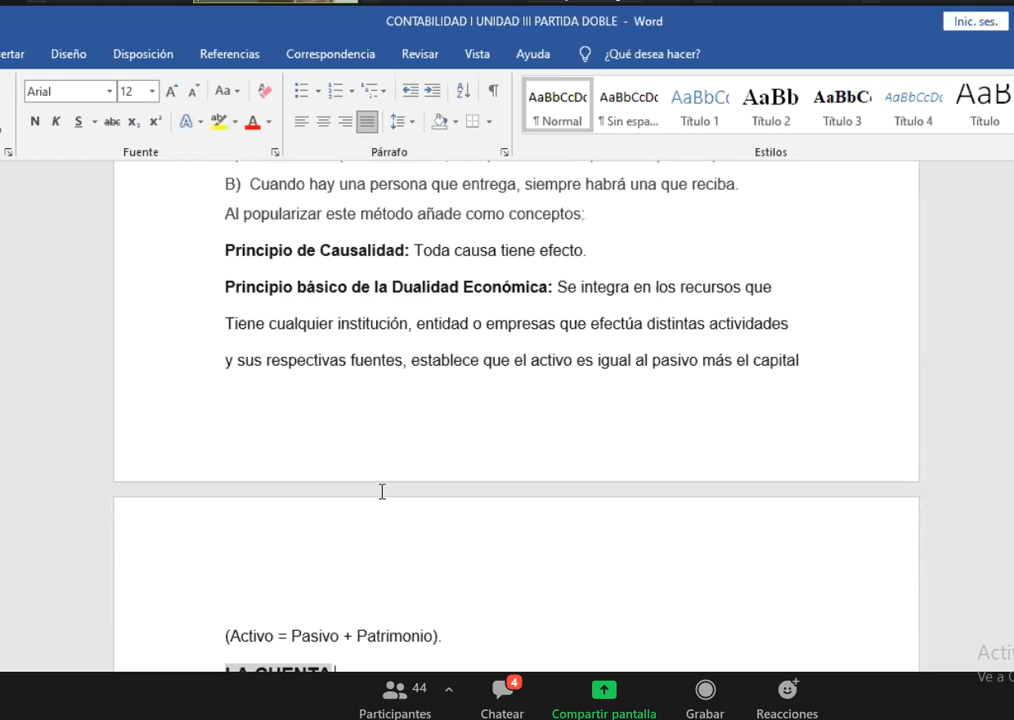 CONTABILIDAD I UNIDAD III PARTIDA DOBLE - Word
Inic. ses.
ertar Diseño Disposición Referencias Correspondencia Revisar Vista Ayuda ¿Qué desea hacer?
Arial 12 Aa
AaBbCcDc AaBbCcDc AaBbC AaBb AaBbC AaBbCcDc AaB
N K S abc x₂ x² A A
¶ Normal ¶ Sin espa... Título 1 Título 2 Título 3 Título 4 Título
Fuente Párrafo Estilos
B) Cuando hay una persona que entrega, siempre habrá una que reciba.
Al popularizar este método añade como conceptos:
Principio de Causalidad: Toda causa tiene efecto.
Principio básico de la Dualidad Económica: Se integra en los recursos que
Tiene cualquier institución, entidad o empresas que efectúa distintas actividades
y sus respectivas fuentes, establece que el activo es igual al pasivo más el capital
(Activo = Pasivo + Patrimonio).
LA CUENTA
Activ
Ve a C
44 4
Participantes Chatear Compartir pantalla Grabar Reacciones